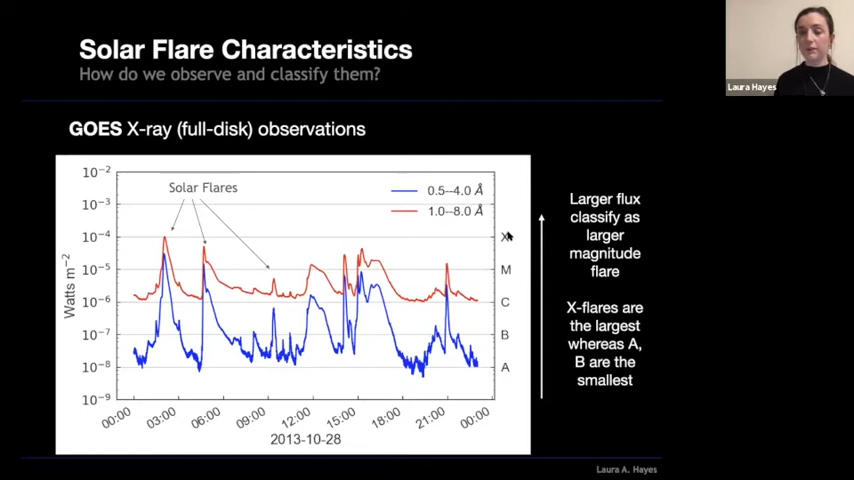 Solar Flare Characteristics
How do we observe and classify them?
Laura Hayes
GOES X-ray (full-disk) observations
Solar Flares
0.5--4.0 Å
1.0--8.0 Å
Watts m⁻²
10⁻²
10⁻³
10⁻⁴
10⁻⁵
10⁻⁶
10⁻⁷
10⁻⁸
10⁻⁹
X
M
C
B
A
00:00
03:00
06:00
09:00
12:00
15:00
18:00
21:00
00:00
2013-10-28
Larger flux
classify as
larger
magnitude
flare
X-flares are
the largest
whereas A,
B are the
smallest
Laura A. Hayes